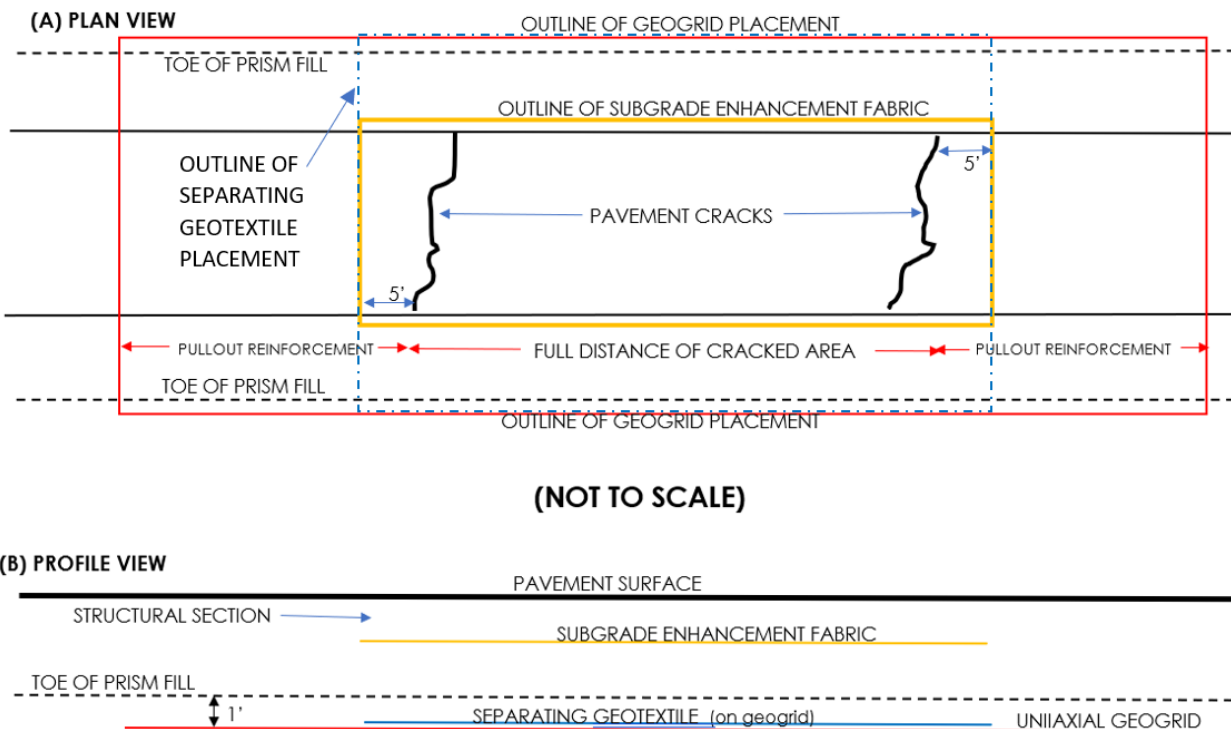 (A) PLAN VIEW
OUTLINE OF GEOGRID PLACEMENT
TOE OF PRISM FILL
OUTLINE OF SUBGRADE ENHANCEMENT FABRIC
OUTLINE OF
SEPARATING
GEOTEXTILE
PLACEMENT
5'
PAVEMENT CRACKS
5'
PULLOUT REINFORCEMENT
FULL DISTANCE OF CRACKED AREA
PULLOUT REINFORCEMENT
TOE OF PRISM FILL
OUTLINE OF GEOGRID PLACEMENT
(NOT TO SCALE)
(B) PROFILE VIEW
PAVEMENT SURFACE
STRUCTURAL SECTION
SUBGRADE ENHANCEMENT FABRIC
TOE OF PRISM FILL
1'
SEPARATING GEOTEXTILE (on geogrid)
UNIIAXIAL GEOGRID